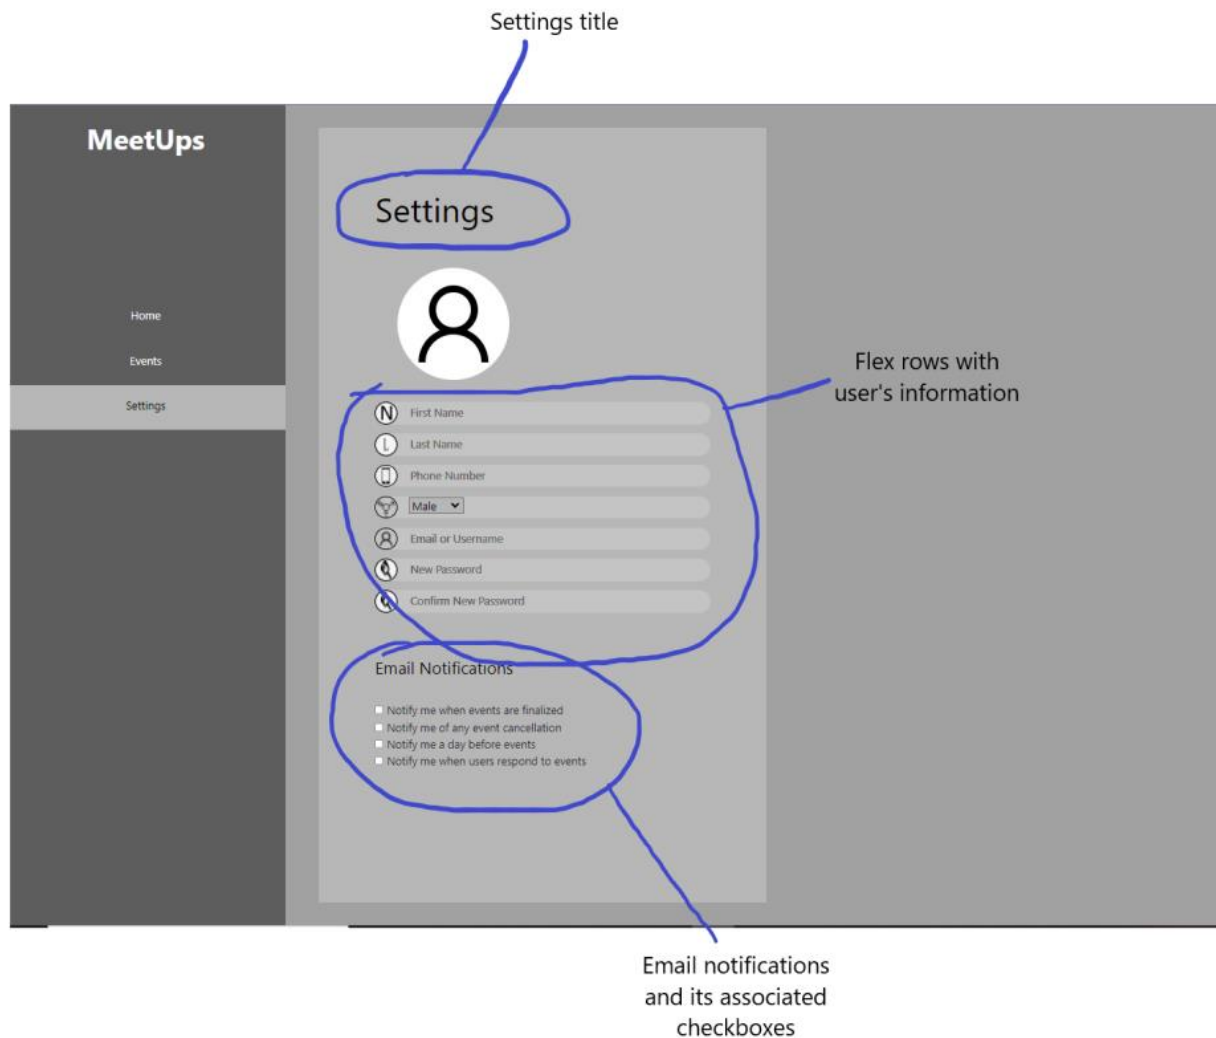 Settings title
MeetUps
Settings
Home
Events
Settings
Flex rows with
user's information
N First Name
L Last Name
Phone Number
Male
Email or Username
New Password
Confirm New Password
Email Notifications
Notify me when events are finalized
Notify me of any event cancellation
Notify me a day before events
Notify me when users respond to events
Email notifications
and its associated
checkboxes